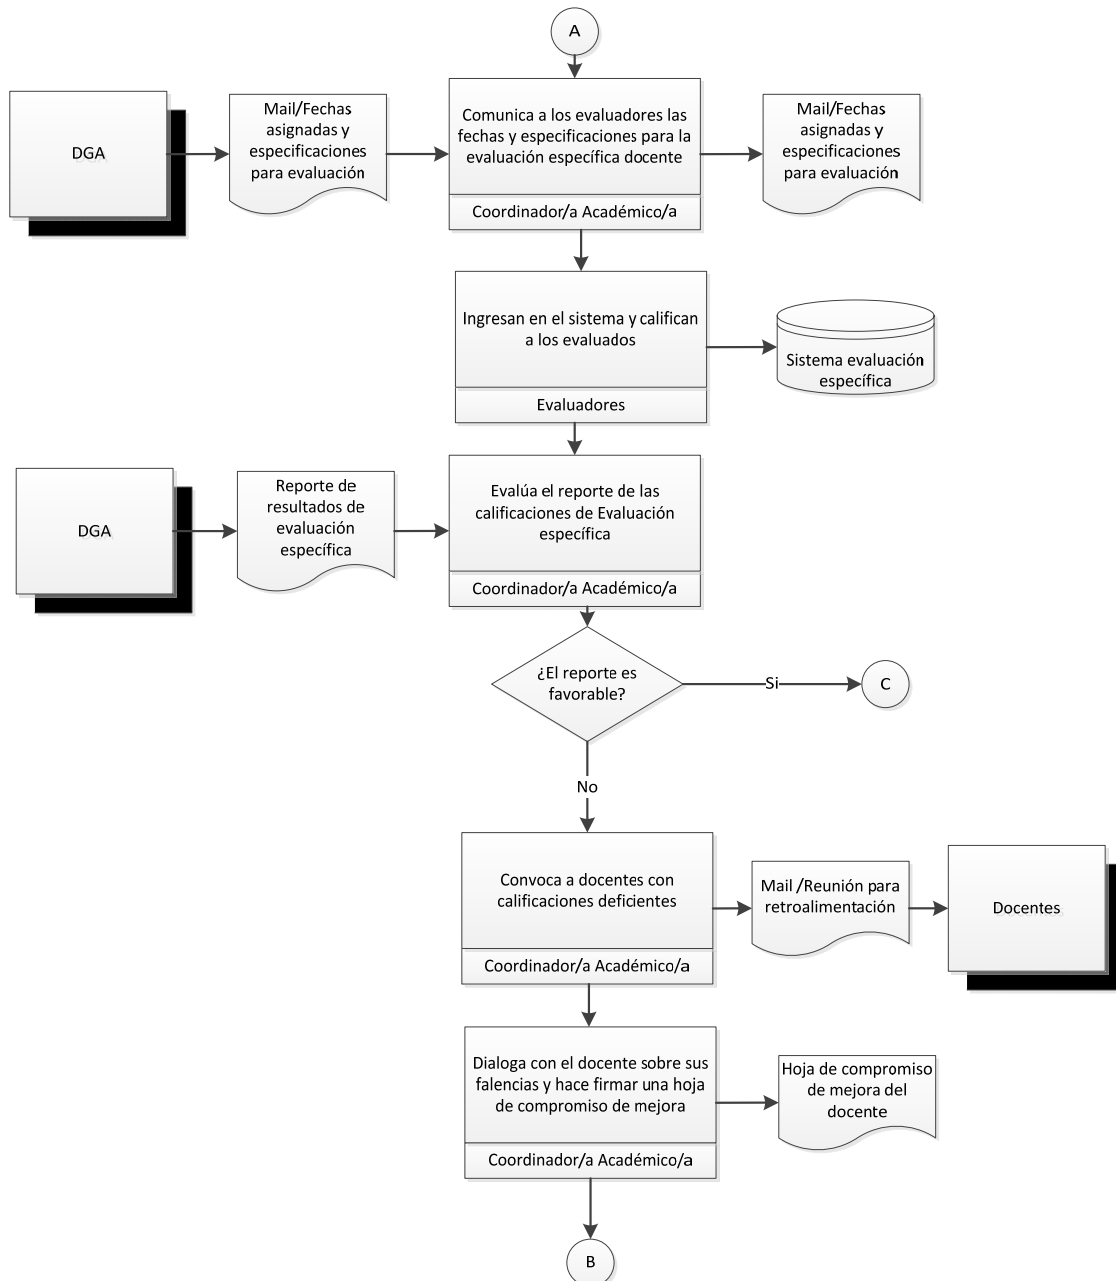 A
DGA
Mail/Fechas
asignadas y
especificaciones
para evaluación
Comunica a los evaluadores las
fechas y especificaciones para la
evaluación específica docente
Coordinador/a Académico/a
Mail/Fechas
asignadas y
especificaciones
para evaluación
Ingresan en el sistema y califican
a los evaluados
Evaluadores
Sistema evaluación
específica
DGA
Reporte de
resultados de
evaluación
específica
Evalúa el reporte de las
calificaciones de Evaluación
específica
Coordinador/a Académico/a
¿El reporte es
favorable?
Si
C
No
Convoca a docentes con
calificaciones deficientes
Coordinador/a Académico/a
Mail /Reunión para
retroalimentación
Docentes
Dialoga con el docente sobre sus
falencias y hace firmar una hoja
de compromiso de mejora
Coordinador/a Académico/a
Hoja de compromiso
de mejora del
docente
B